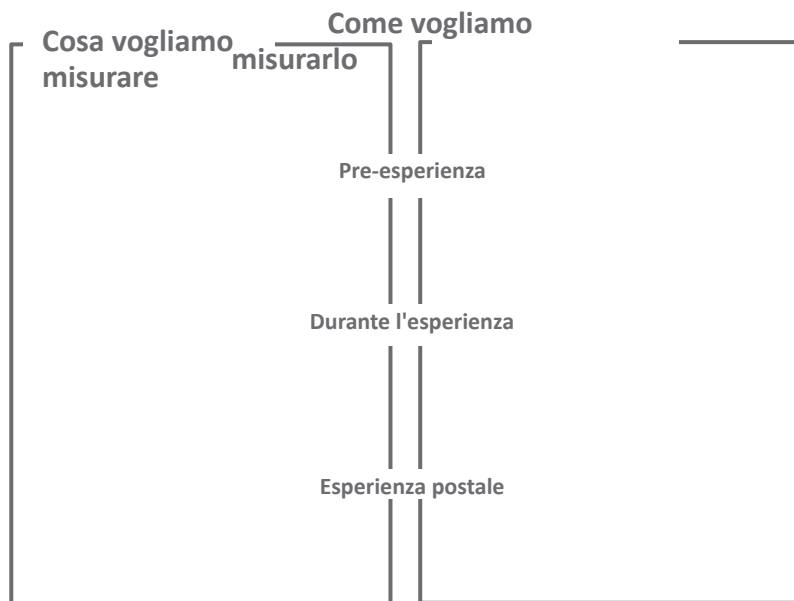 Cosa vogliamo
misurare
Come vogliamo
misurarlo
Pre-esperienza
Durante l'esperienza
Esperienza postale